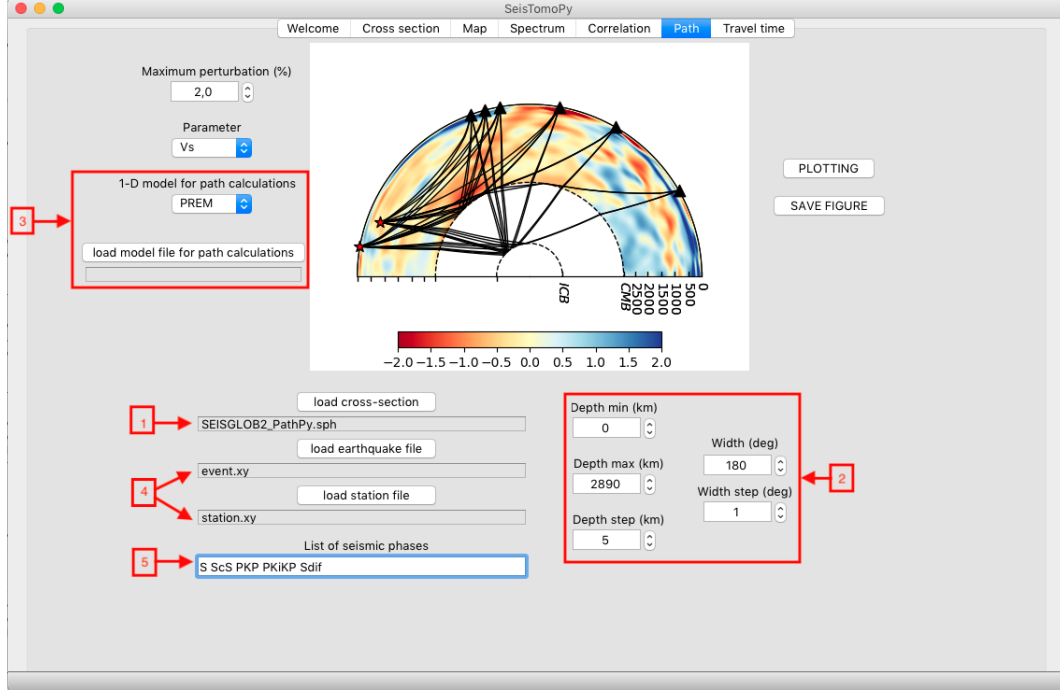 SeisTomoPy
Welcome Cross section Map Spectrum Correlation Path Travel time
Maximum perturbation (%)
2,0
Parameter
Vs
1-D model for path calculations
PREM
3
load model file for path calculations
PLOTTING
SAVE FIGURE
ICB
CMB
2500
2000
1500
1000
500
0
−2.0 −1.5 −1.0 −0.5 0.0 0.5 1.0 1.5 2.0
load cross-section
1
SEISGLOB2_PathPy.sph
load earthquake file
event.xy
4
load station file
station.xy
List of seismic phases
5
S ScS PKP PKiKP Sdif
Depth min (km)
0
Width (deg)
Depth max (km)
180
2890
2
Width step (deg)
1
Depth step (km)
5